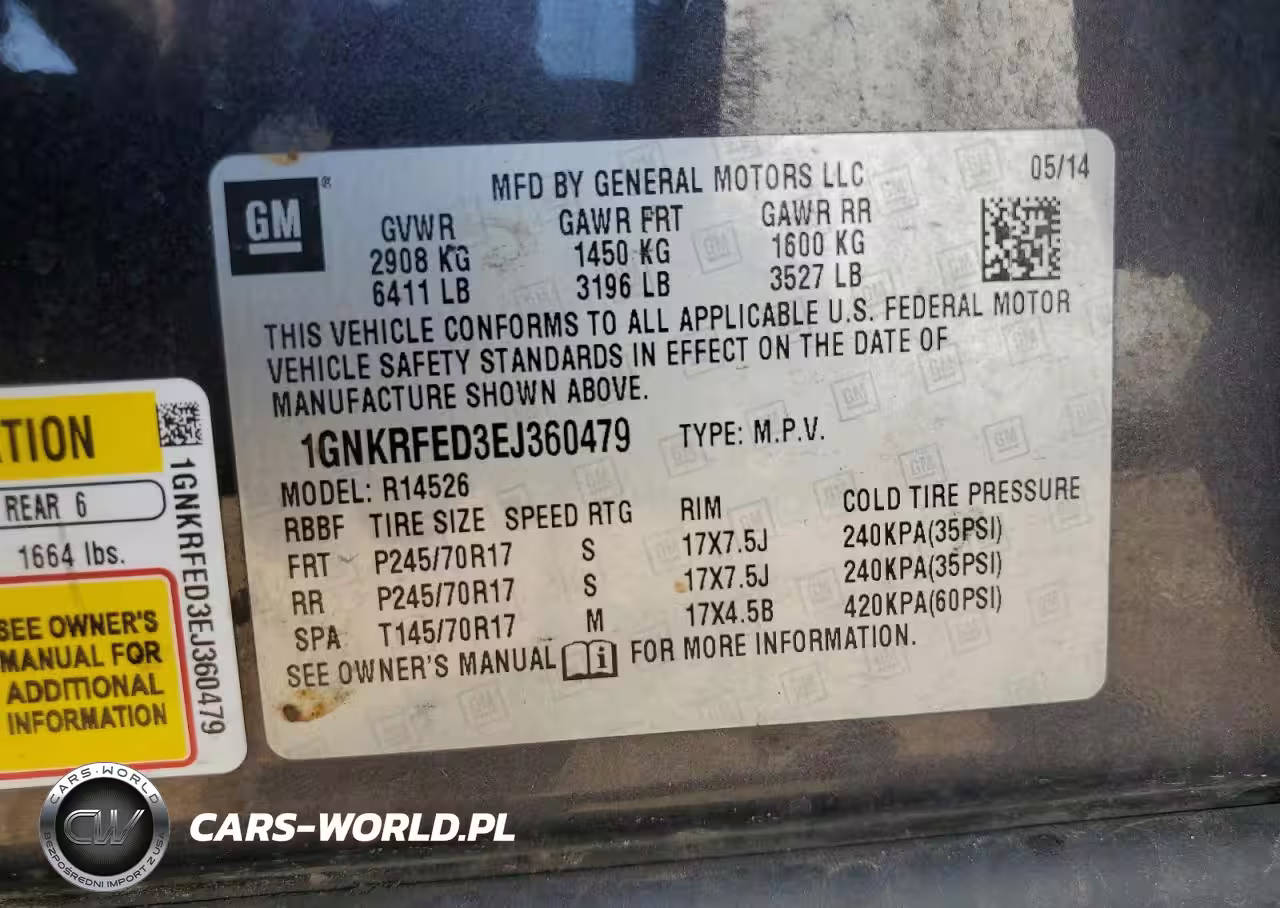 MFD BY GENERAL MOTORS LLC
05/14
GM
®
GVWR GAWR FRT GAWR RR
2908 KG 1450 KG 1600 KG
6411 LB 3196 LB 3527 LB
THIS VEHICLE CONFORMS TO ALL APPLICABLE U.S. FEDERAL MOTOR
VEHICLE SAFETY STANDARDS IN EFFECT ON THE DATE OF
MANUFACTURE SHOWN ABOVE.
1GNKRFED3EJ360479 TYPE: M.P.V.
MODEL: R14526
RBBF TIRE SIZE SPEED RTG RIM COLD TIRE PRESSURE
FRT P245/70R17 S 17X7.5J 240KPA(35PSI)
RR P245/70R17 S 17X7.5J 240KPA(35PSI)
SPA T145/70R17 M 17X4.5B 420KPA(60PSI)
SEE OWNER'S MANUAL i FOR MORE INFORMATION.
TION
REAR 6
1664 lbs.
SEE OWNER'S
MANUAL FOR
ADDITIONAL
INFORMATION
1GNKRFED3EJ360479
CARS-WORLD
CW
BEZPOŚREDNI IMPORT Z USA
CARS-WORLD.PL